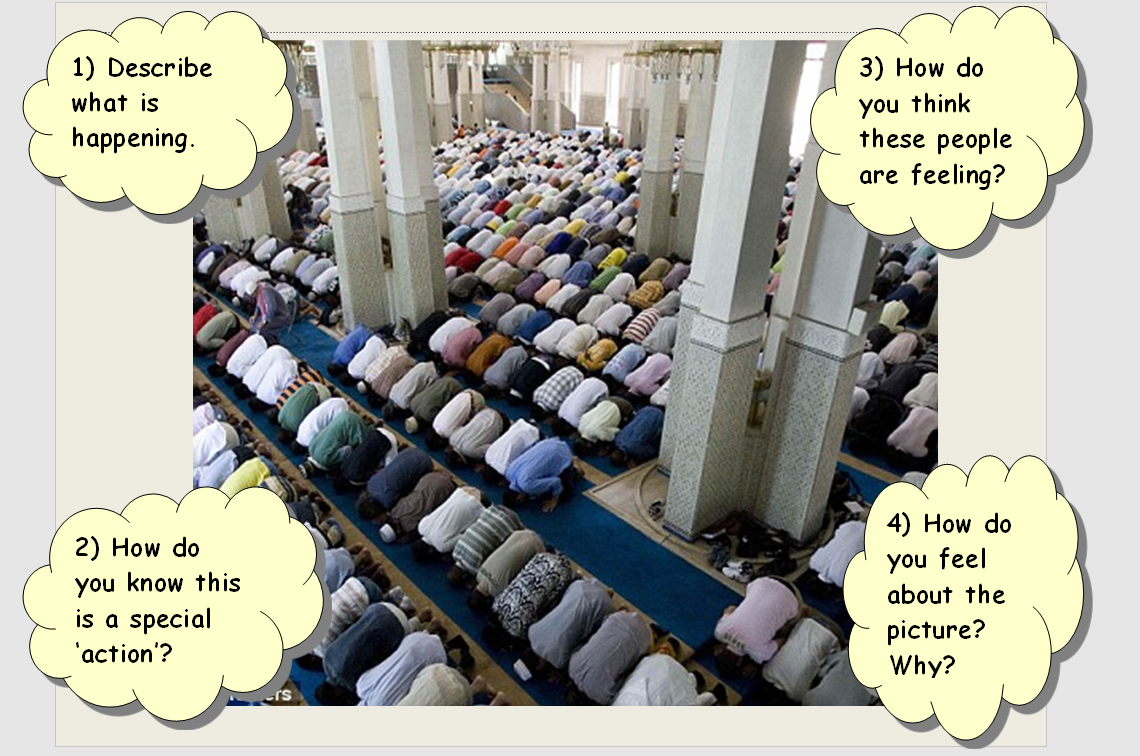 1) Describe
what is
happening.
2) How do
you know this
is a special
'action'?
3) How do
you think
these people
are feeling?
4) How do
you feel
about the
picture?
Why?